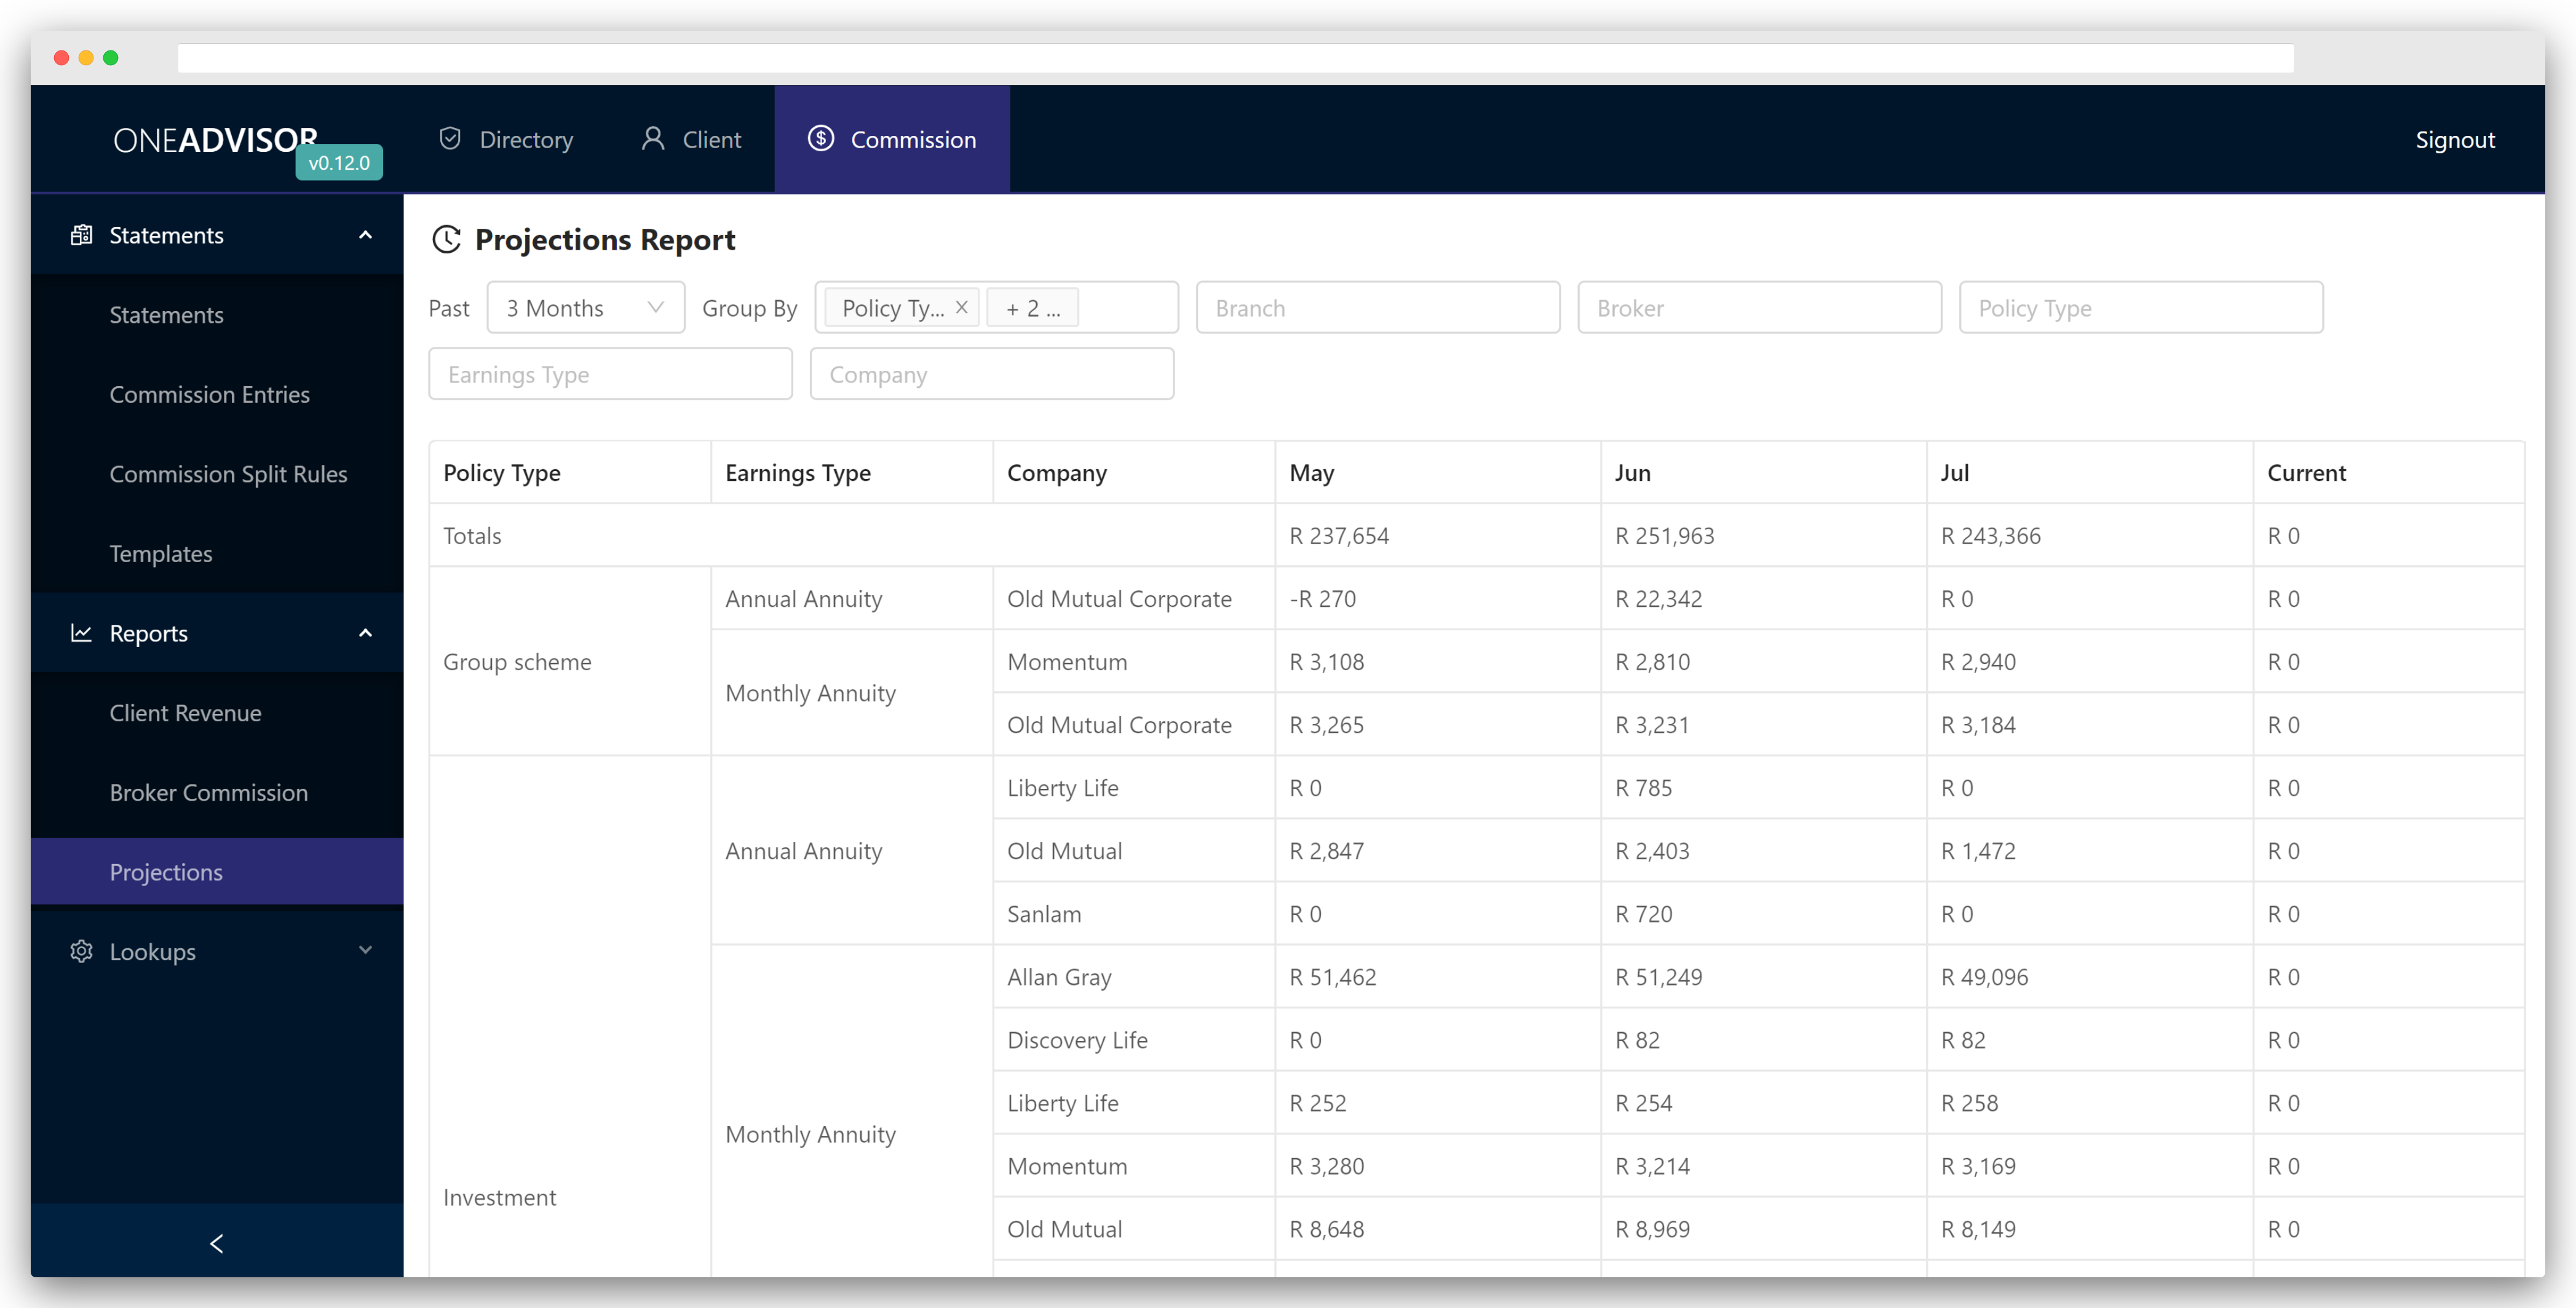 ONEADVISOR
v0.12.0
Directory
Client
Commission
Signout
Statements
Statements
Commission Entries
Commission Split Rules
Templates
Reports
Client Revenue
Broker Commission
Projections
Lookups
Projections Report
Past 3 Months Group By Policy Ty... + 2 ... Branch Broker Policy Type
Earnings Type Company
Policy Type Earnings Type Company May Jun Jul Current
Totals R 237,654 R 251,963 R 243,366 R 0
Group scheme Annual Annuity Old Mutual Corporate -R 270 R 22,342 R 0 R 0
Monthly Annuity Momentum R 3,108 R 2,810 R 2,940 R 0
Old Mutual Corporate R 3,265 R 3,231 R 3,184 R 0
Investment Annual Annuity Liberty Life R 0 R 785 R 0 R 0
Old Mutual R 2,847 R 2,403 R 1,472 R 0
Sanlam R 0 R 720 R 0 R 0
Monthly Annuity Allan Gray R 51,462 R 51,249 R 49,096 R 0
Discovery Life R 0 R 82 R 82 R 0
Liberty Life R 252 R 254 R 258 R 0
Momentum R 3,280 R 3,214 R 3,169 R 0
Old Mutual R 8,648 R 8,969 R 8,149 R 0